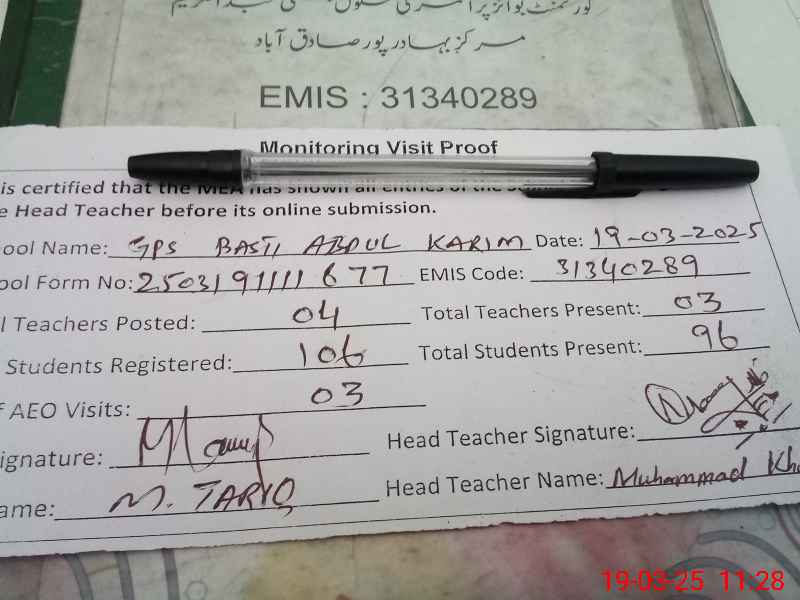 مرکز بہادر پور صادق آباد
EMIS : 31340289
Monitoring Visit Proof
is certified that the MEA has shown all entries of the
e Head Teacher before its online submission.
ool Name: GPS BASTI ABDUL KARIM Date: 19-03-2025
ool Form No: 2503191111677 EMIS Code: 31340289
l Teachers Posted: 04 Total Teachers Present: 03
Students Registered: 106 Total Students Present: 96
f AEO Visits: 03
ignature: Head Teacher Signature:
ame: M. TARIQ Head Teacher Name: Muhammad Kha
19-03-25 11:28